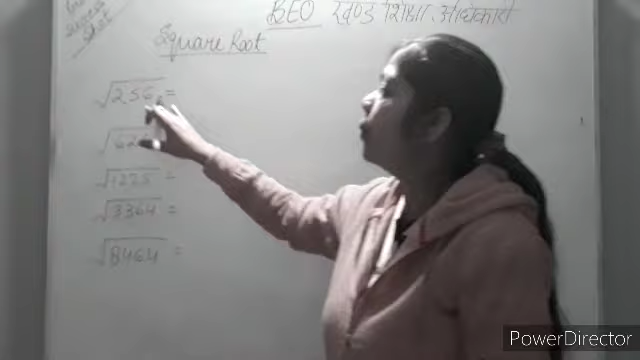 BEO खण्ड शिक्षा अधिकारी
Square Root
√256 =
√1225 =
√3364 =
√8464 =
PowerDirector